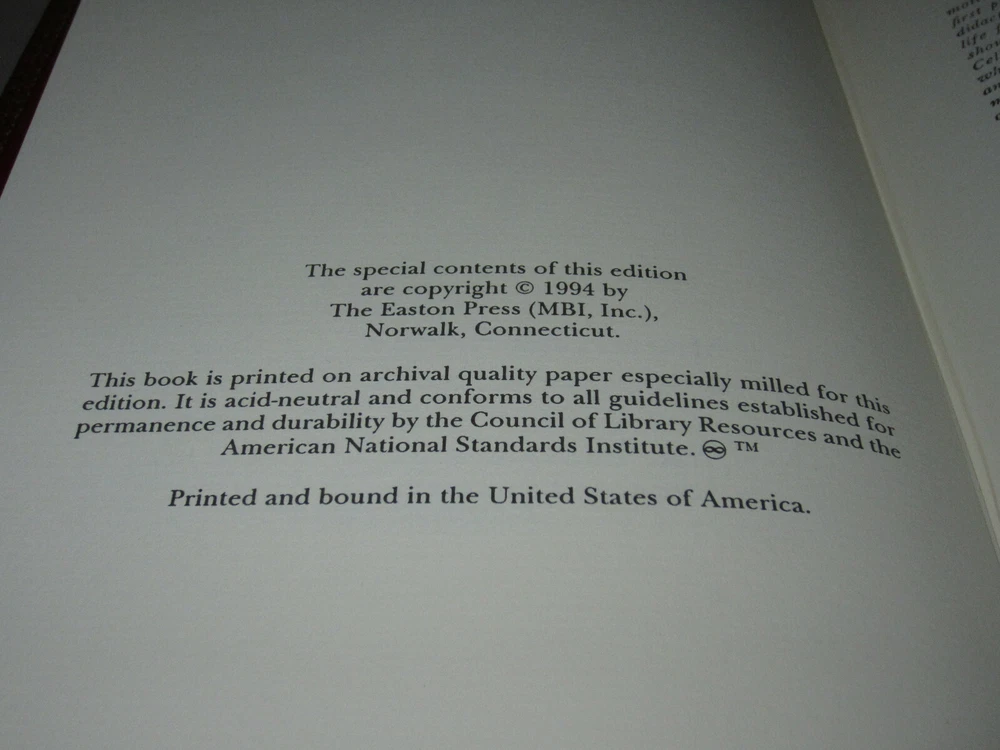 The special contents of this edition
are copyright © 1994 by
The Easton Press (MBI, Inc.),
Norwalk, Connecticut.
This book is printed on archival quality paper especially milled for this
edition. It is acid-neutral and conforms to all guidelines established for
permanence and durability by the Council of Library Resources and the
American National Standards Institute. ♾ ™
Printed and bound in the United States of America.
first
life